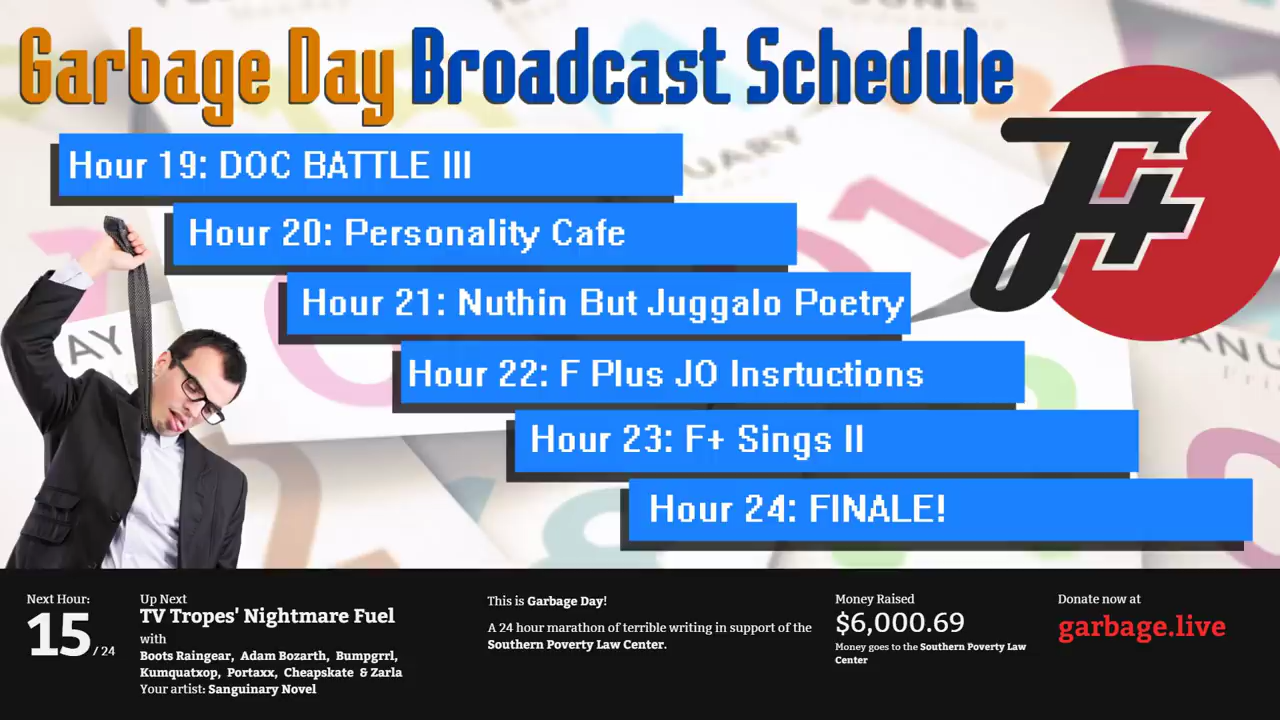 Garbage Day Broadcast Schedule
F+
Hour 19: DOC BATTLE III
Hour 20: Personality Cafe
Hour 21: Nuthin But Juggalo Poetry
Hour 22: F Plus JO Insrtuctions
Hour 23: F+ Sings II
Hour 24: FINALE!
Next Hour:
15 / 24
Up Next
TV Tropes' Nightmare Fuel
with
Boots Raingear, Adam Bozarth, Bumpgrrl,
Kumquatxop, Portaxx, Cheapskate & Zarla
Your artist: Sanguinary Novel
This is Garbage Day!
A 24 hour marathon of terrible writing in support of the
Southern Poverty Law Center.
Money Raised
$6,000.69
Money goes to the Southern Poverty Law
Center
Donate now at
garbage.live